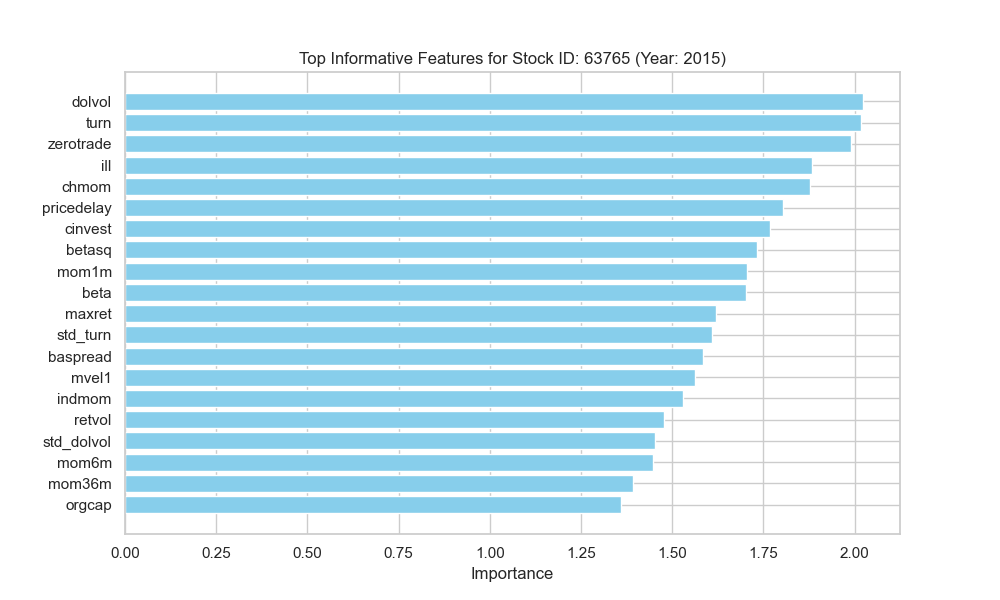 Top Informative Features for Stock ID: 63765 (Year: 2015)
dolvol
turn
zerotrade
ill
chmom
pricedelay
cinvest
betasq
mom1m
beta
maxret
std_turn
baspread
mvel1
indmom
retvol
std_dolvol
mom6m
mom36m
orgcap
0.00 0.25 0.50 0.75 1.00 1.25 1.50 1.75 2.00
Importance